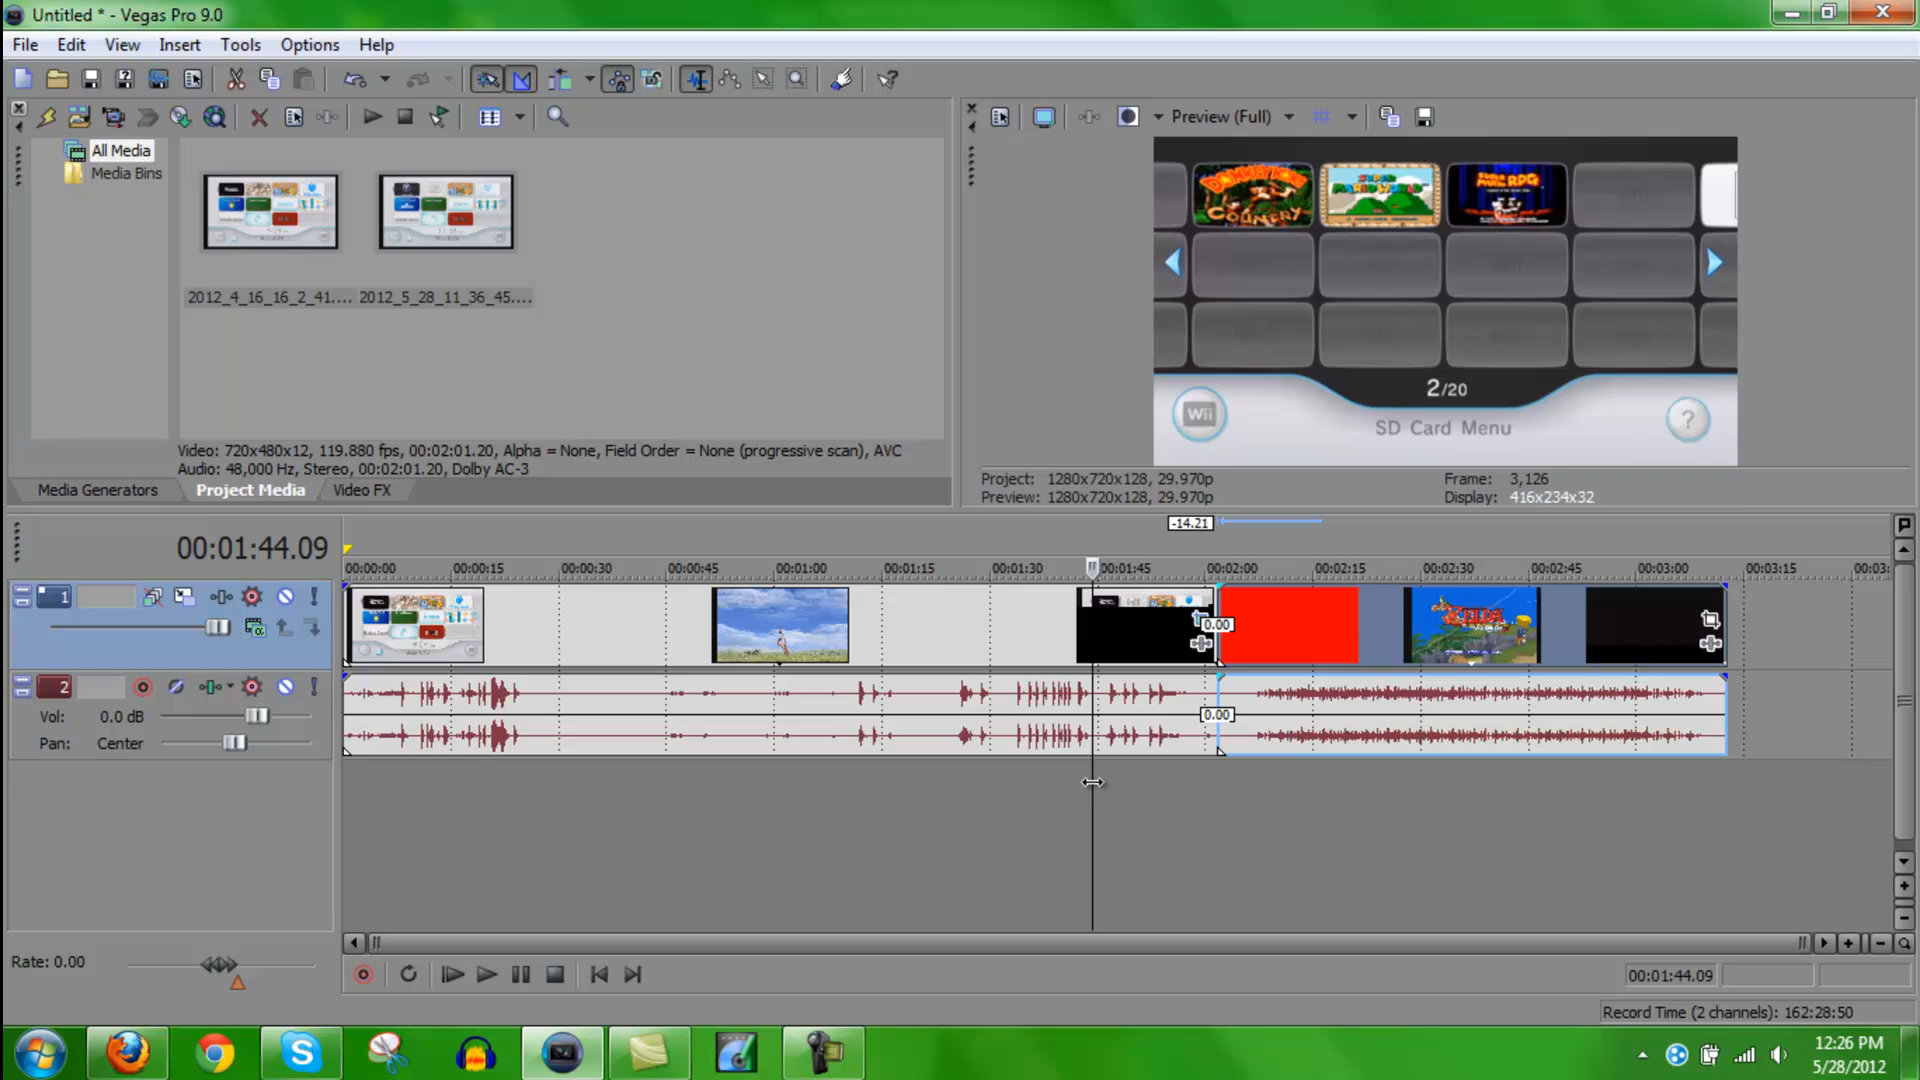 Untitled * - Vegas Pro 9.0
File Edit View Insert Tools Options Help
Preview (Full)
All Media
Media Bins
2012_4_16_16_2_41.... 2012_5_28_11_36_45....
DONKEY KONG COUNTRY
SUPER MARIO WORLD
SUPER MARIO RPG
2/20
Wii
?
SD Card Menu
Video: 720x480x12, 119.880 fps, 00:02:01.20, Alpha = None, Field Order = None (progressive scan), AVC
Audio: 48,000 Hz, Stereo, 00:02:01.20, Dolby AC-3
Media Generators Project Media Video FX
Project: 1280x720x128, 29.970p Frame: 3,126
Preview: 1280x720x128, 29.970p Display: 416x234x32
-14.21
00:01:44.09
00:00:00 00:00:15 00:00:30 00:00:45 00:01:00 00:01:15 00:01:30 00:01:45 00:02:00 00:02:15 00:02:30 00:02:45 00:03:00 00:03:15 00:03:
1
0.00
ZELDA
2
Vol: 0.0 dB
0.00
Pan: Center
Rate: 0.00
00:01:44.09
Record Time (2 channels): 162:28:50
12:26 PM
5/28/2012